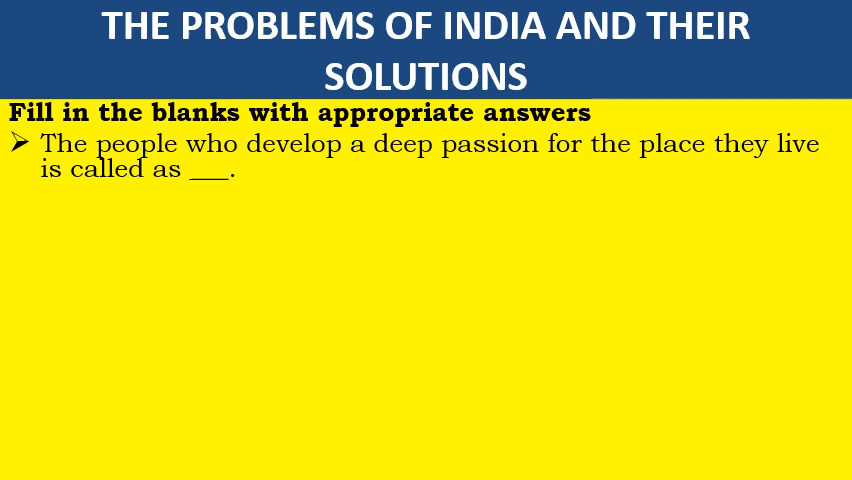 THE PROBLEMS OF INDIA AND THEIR
SOLUTIONS
Fill in the blanks with appropriate answers
➢ The people who develop a deep passion for the place they live
is called as ___.